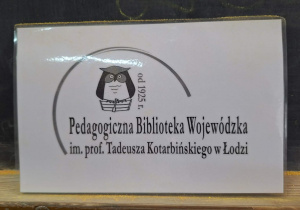 od 1925 r.
Pedagogiczna Biblioteka Wojewódzka
im. prof. Tadeusza Kotarbińskiego w Łodzi